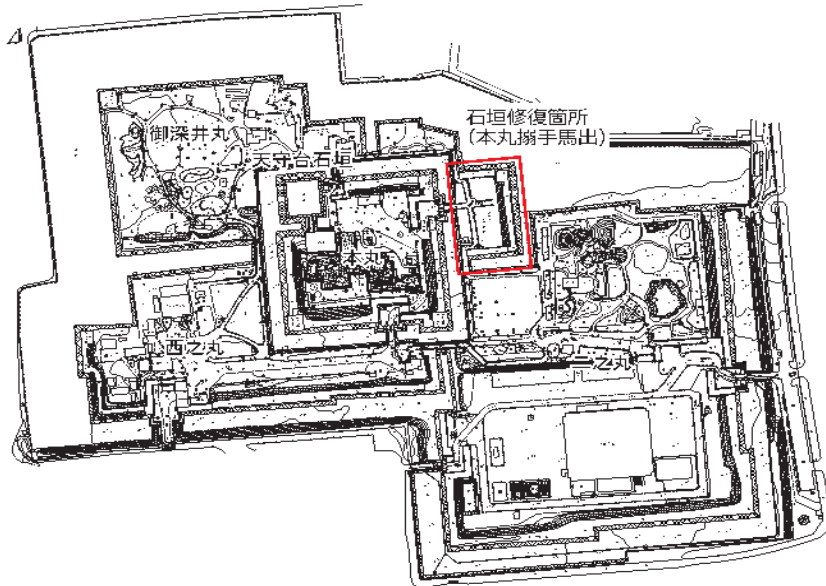 石垣修復箇所
(本丸搦手馬出)
御深井丸
天守台石垣
本丸
西之丸
二之丸